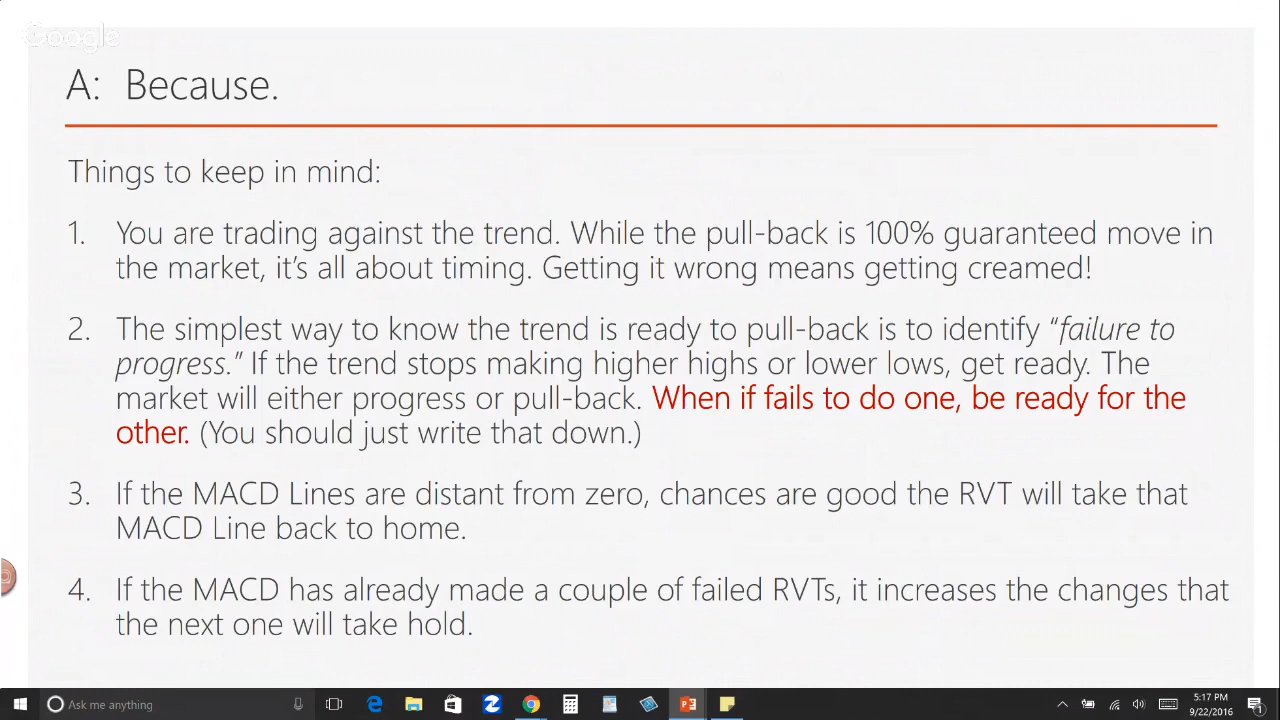 Google
A: Because.
Things to keep in mind:
1. You are trading against the trend. While the pull-back is 100% guaranteed move in
the market, it’s all about timing. Getting it wrong means getting creamed!
2. The simplest way to know the trend is ready to pull-back is to identify “failure to
progress.” If the trend stops making higher highs or lower lows, get ready. The
market will either progress or pull-back. When if fails to do one, be ready for the
other. (You should just write that down.)
3. If the MACD Lines are distant from zero, chances are good the RVT will take that
MACD Line back to home.
4. If the MACD has already made a couple of failed RVTs, it increases the changes that
the next one will take hold.
Ask me anything
5:17 PM
9/22/2016